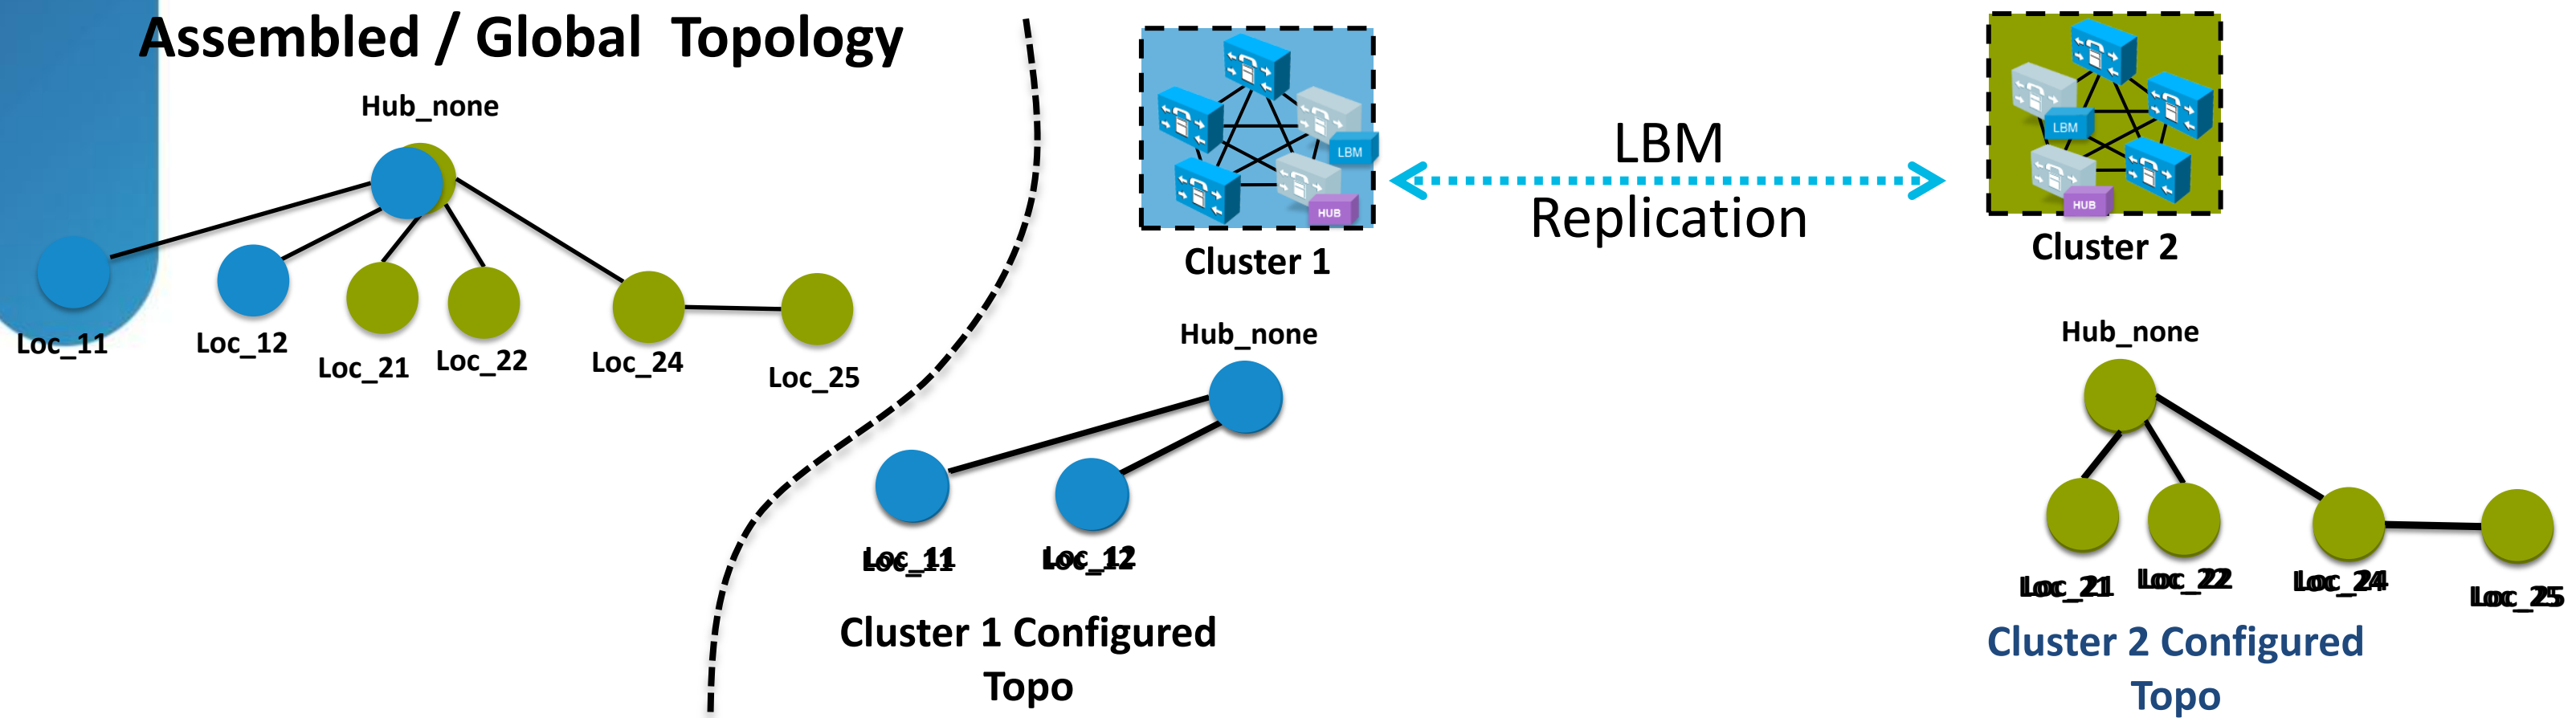 Assembled / Global Topology
Hub_none
Loc_11
Loc_12
Loc_21
Loc_22
Loc_24
Loc_25
LBM
HUB
Cluster 1
LBM
Replication
LBM
HUB
Cluster 2
Hub_none
Loc_11
Loc_12
Cluster 1 Configured
Topo
Hub_none
Loc_21
Loc_22
Loc_24
Loc_25
Cluster 2 Configured
Topo